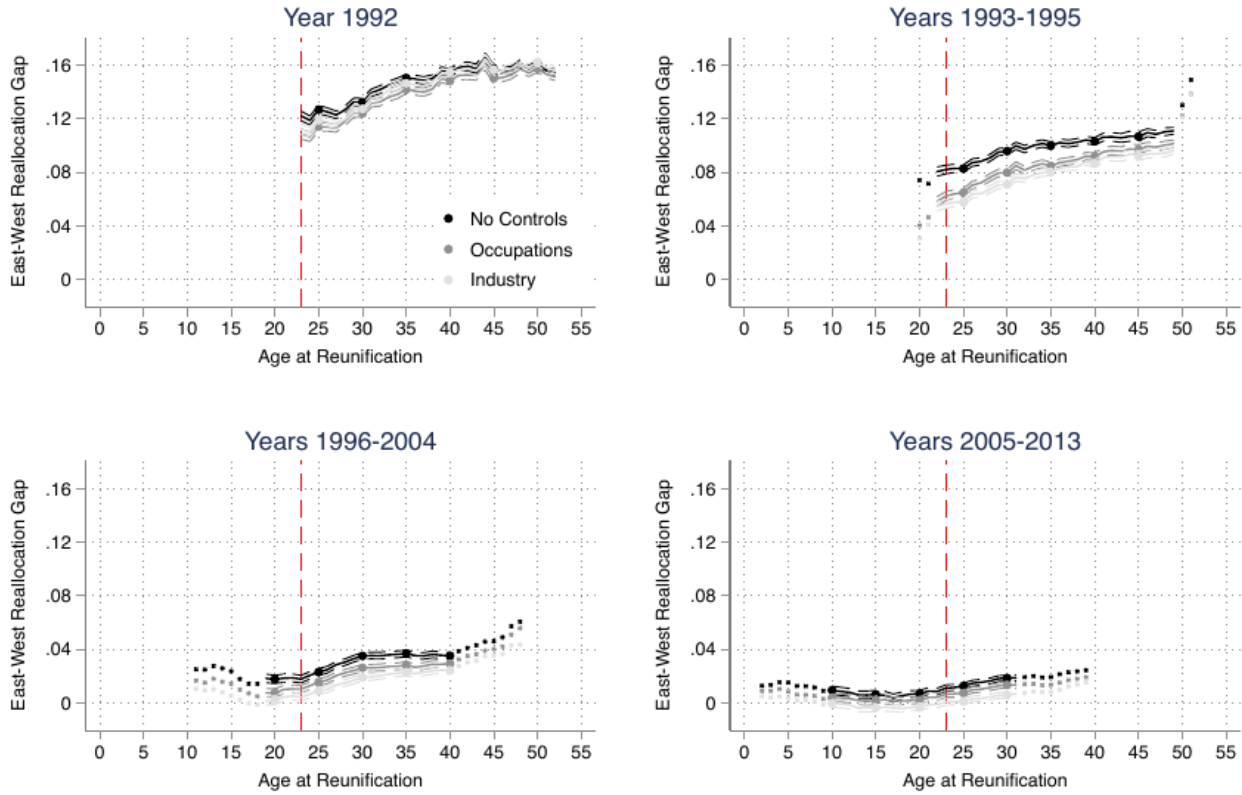 Year 1992
East-West Reallocation Gap
.16
.12
.08
.04
0
No Controls
Occupations
Industry
0 5 10 15 20 25 30 35 40 45 50 55
Age at Reunification
Years 1993-1995
East-West Reallocation Gap
.16
.12
.08
.04
0
0 5 10 15 20 25 30 35 40 45 50 55
Age at Reunification
Years 1996-2004
East-West Reallocation Gap
.16
.12
.08
.04
0
0 5 10 15 20 25 30 35 40 45 50 55
Age at Reunification
Years 2005-2013
East-West Reallocation Gap
.16
.12
.08
.04
0
0 5 10 15 20 25 30 35 40 45 50 55
Age at Reunification